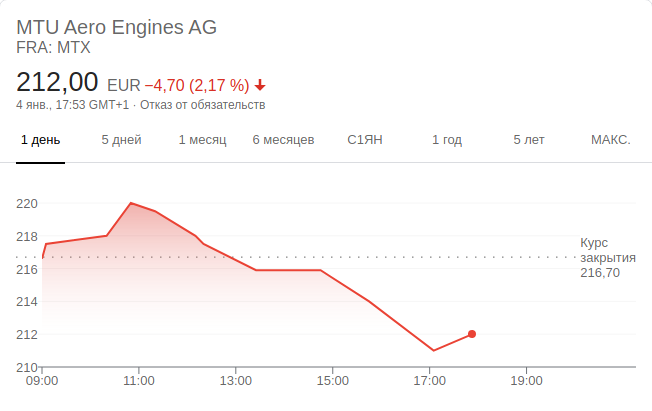 MTU Aero Engines AG
FRA: MTX
212,00 EUR −4,70 (2,17 %)
4 янв., 17:53 GMT+1 · Отказ от обязательств
1 день 5 дней 1 месяц 6 месяцев С1ЯН 1 год 5 лет МАКС.
220
218
Курс
закрытия
216,70
216
214
212
210
09:00 11:00 13:00 15:00 17:00 19:00